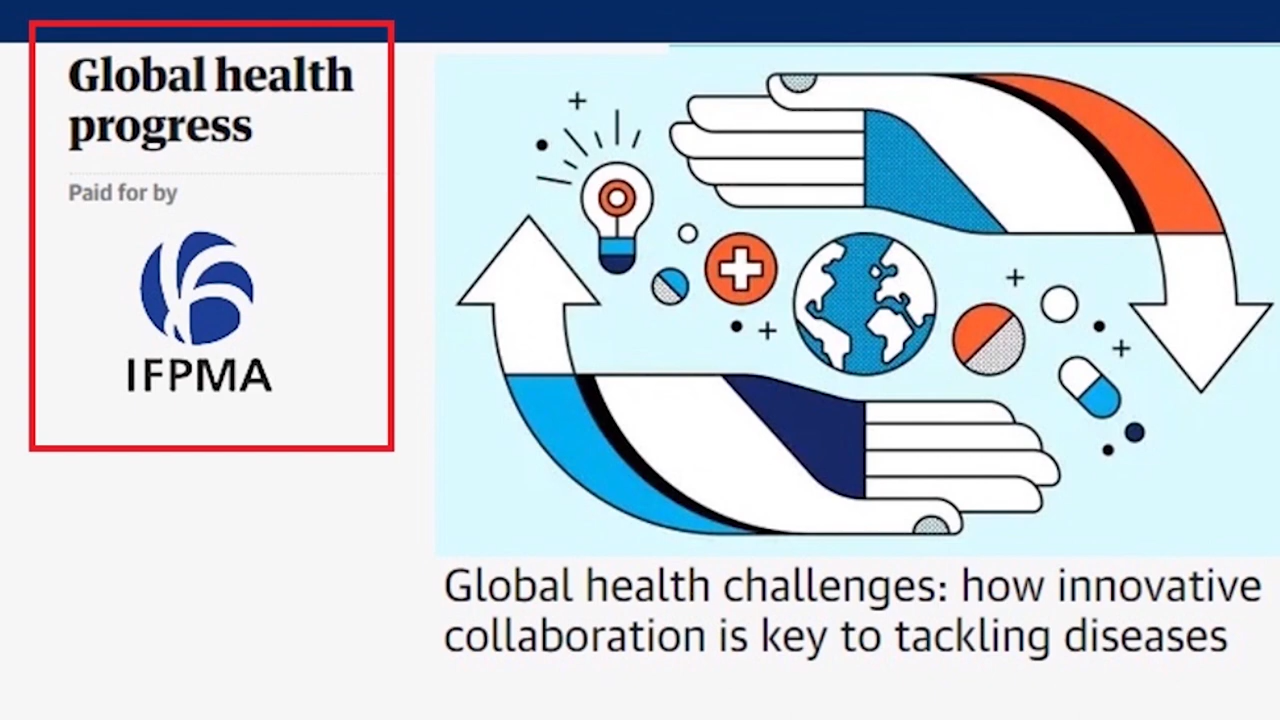 Global health
progress
Paid for by
IFPMA
Global health challenges: how innovative
collaboration is key to tackling diseases